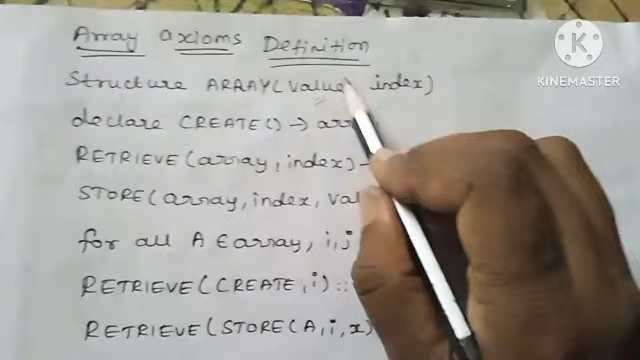 Array axioms Definition
Structure ARRAY( value index)
declare CREATE() → arr
RETRIEVE(array, index) →
STORE(array, index, val
for all A ∈ array, i, j
RETRIEVE(CREATE, i) ::
RETRIEVE(STORE(A, i, x)
KINEMASTER